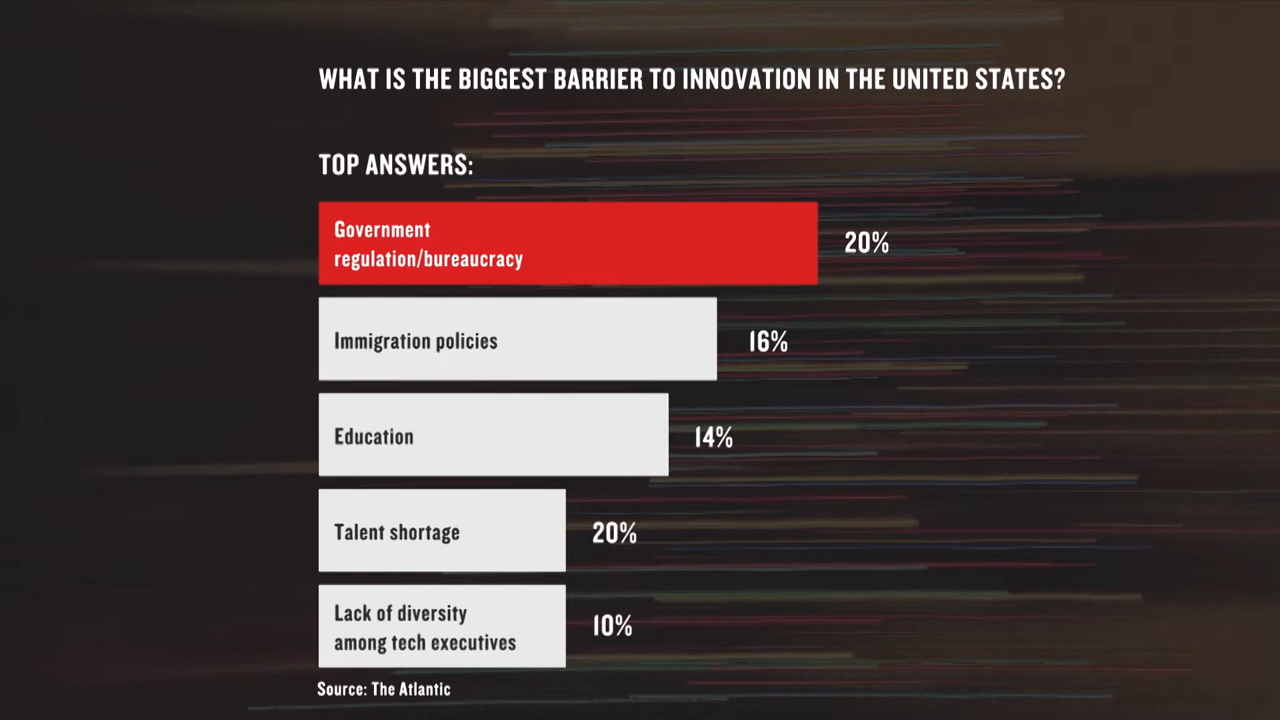 WHAT IS THE BIGGEST BARRIER TO INNOVATION IN THE UNITED STATES?
TOP ANSWERS:
Government
regulation/bureaucracy
20%
Immigration policies
16%
Education
14%
Talent shortage
20%
Lack of diversity
among tech executives
10%
Source: The Atlantic